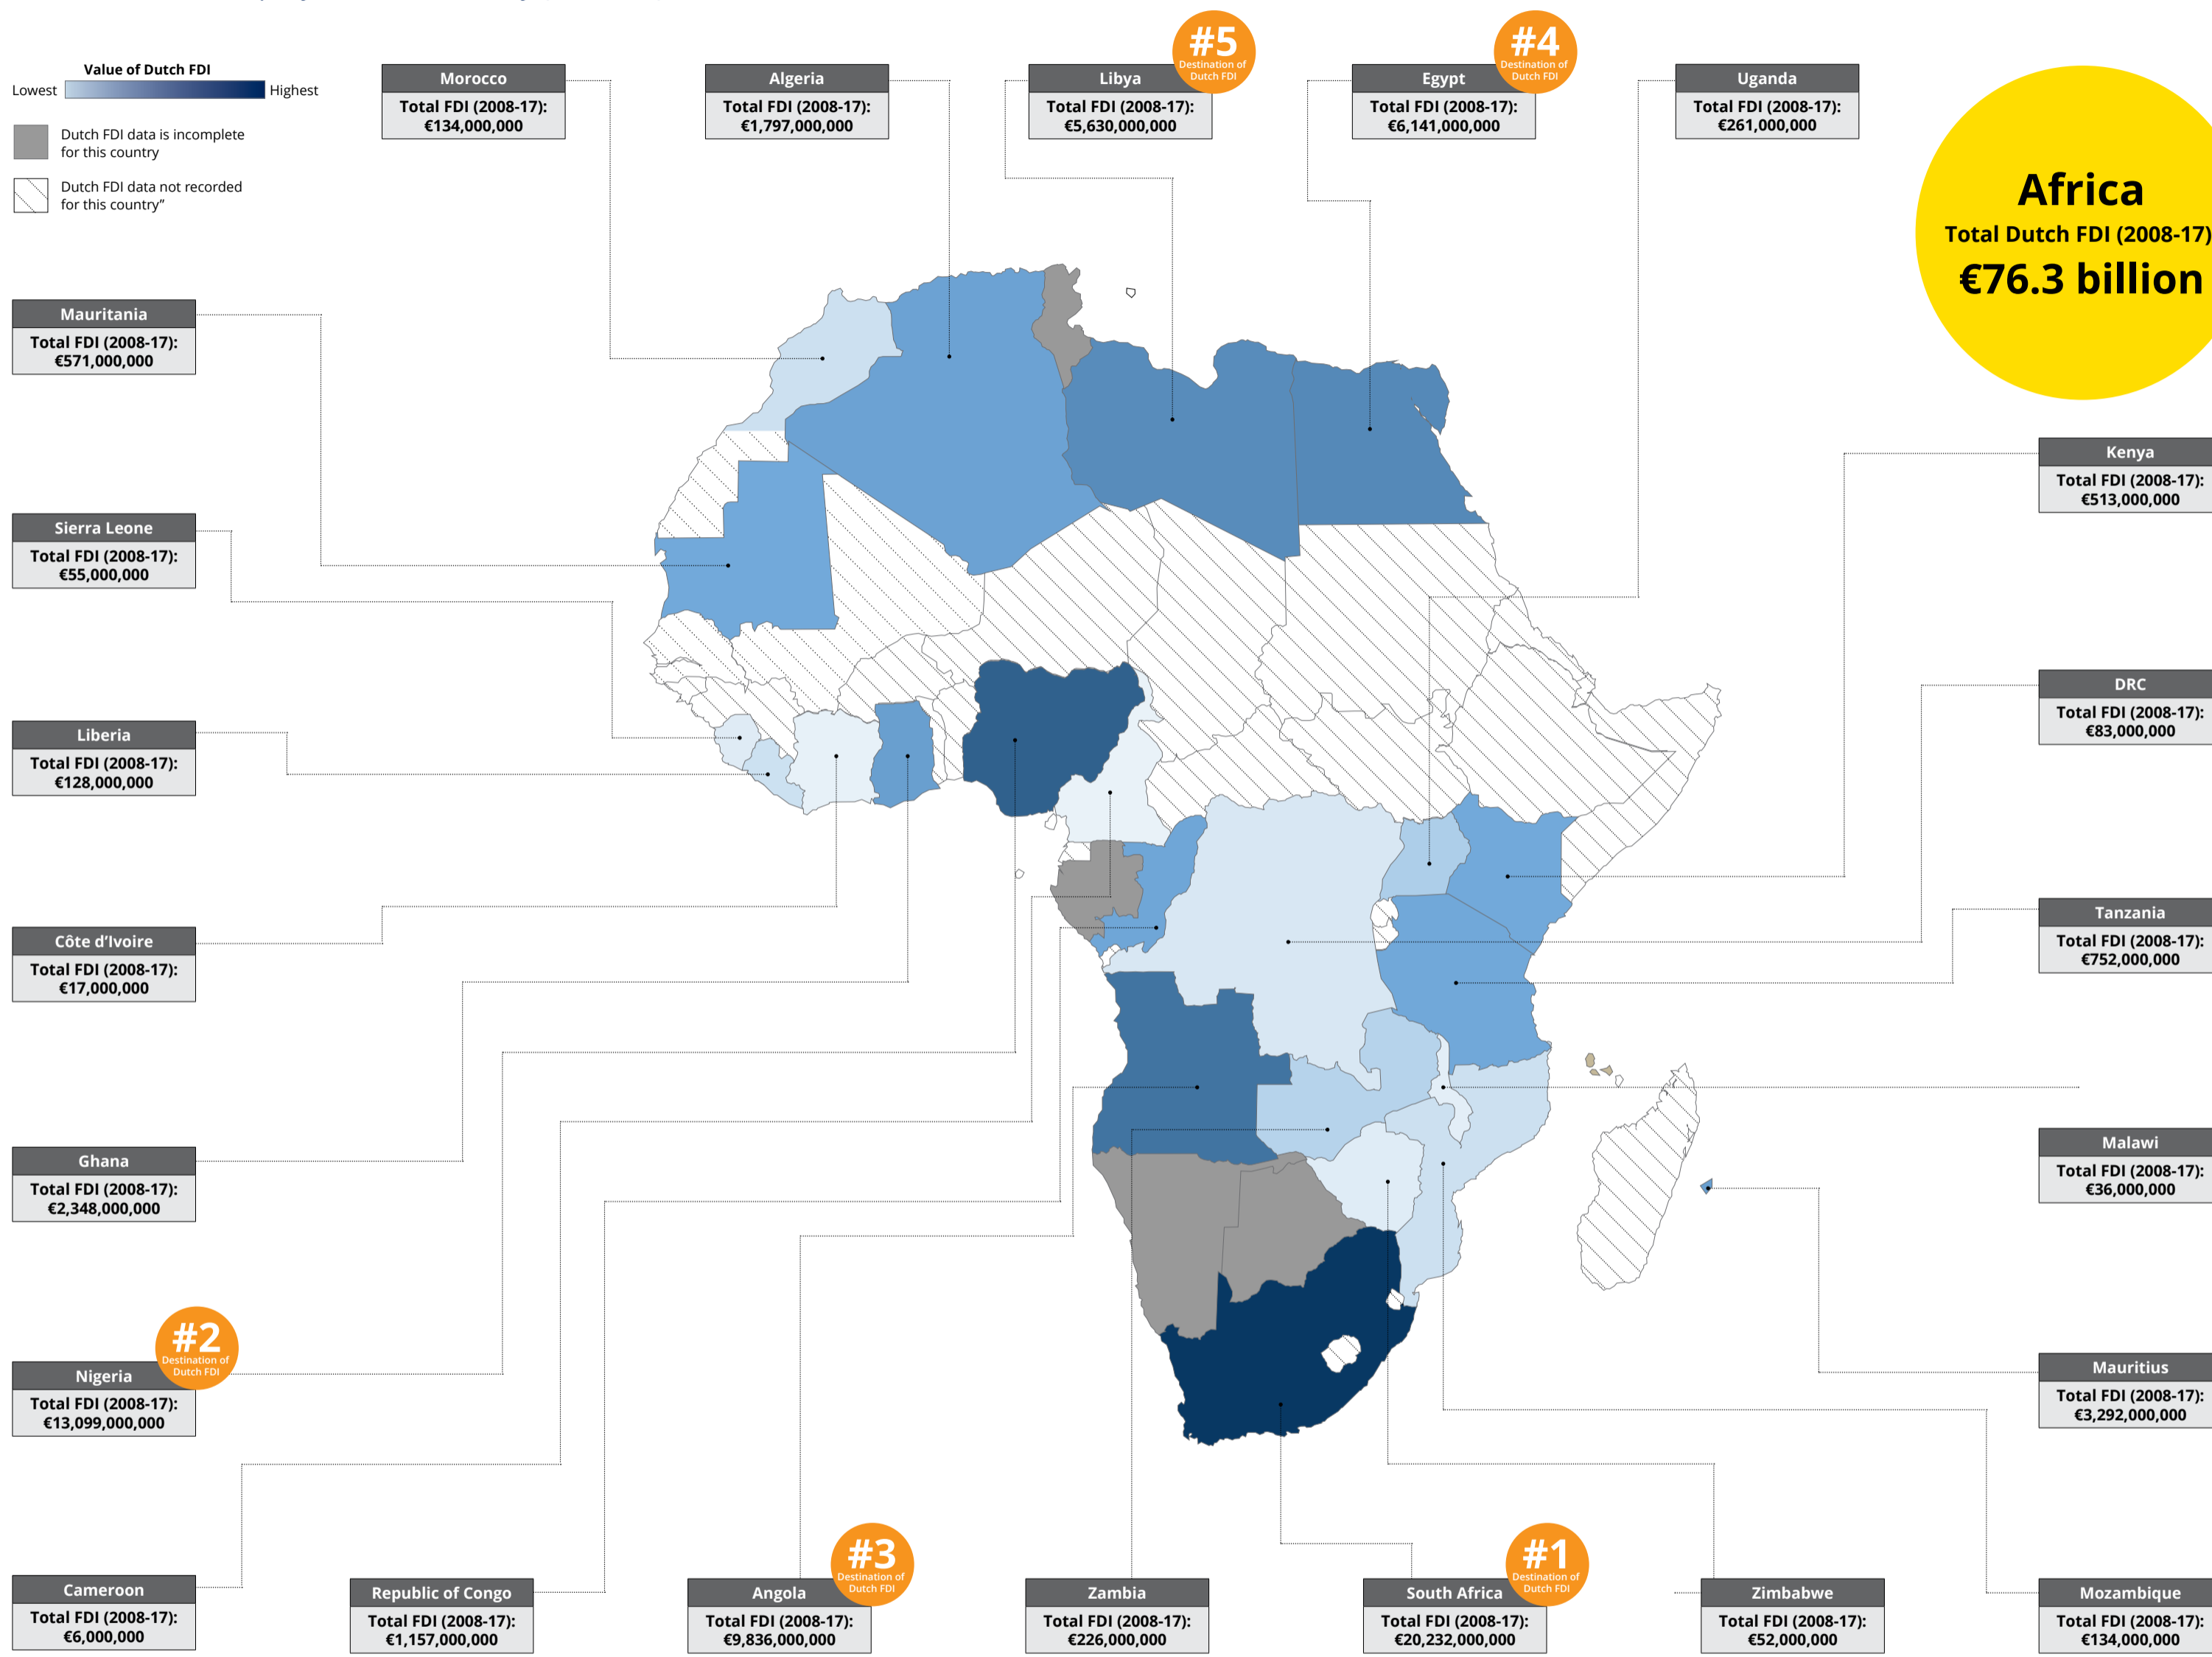 Value of Dutch FDI
Lowest
Highest
Dutch FDI data is incomplete
for this country
Dutch FDI data not recorded
for this country”
Morocco
Total FDI (2008-17):
€134,000,000
Algeria
Total FDI (2008-17):
€1,797,000,000
#5
Destination of
Dutch FDI
Libya
Total FDI (2008-17):
€5,630,000,000
#4
Destination of
Dutch FDI
Egypt
Total FDI (2008-17):
€6,141,000,000
Uganda
Total FDI (2008-17):
€261,000,000
Africa
Total Dutch FDI (2008-17)
€76.3 billion
Mauritania
Total FDI (2008-17):
€571,000,000
Kenya
Total FDI (2008-17):
€513,000,000
Sierra Leone
Total FDI (2008-17):
€55,000,000
DRC
Total FDI (2008-17):
€83,000,000
Liberia
Total FDI (2008-17):
€128,000,000
Tanzania
Total FDI (2008-17):
€752,000,000
Côte d’Ivoire
Total FDI (2008-17):
€17,000,000
Malawi
Total FDI (2008-17):
€36,000,000
Ghana
Total FDI (2008-17):
€2,348,000,000
Mauritius
Total FDI (2008-17):
€3,292,000,000
#2
Destination of
Dutch FDI
Nigeria
Total FDI (2008-17):
€13,099,000,000
Cameroon
Total FDI (2008-17):
€6,000,000
Republic of Congo
Total FDI (2008-17):
€1,157,000,000
#3
Destination of
Dutch FDI
Angola
Total FDI (2008-17):
€9,836,000,000
Zambia
Total FDI (2008-17):
€226,000,000
#1
Destination of
Dutch FDI
South Africa
Total FDI (2008-17):
€20,232,000,000
Zimbabwe
Total FDI (2008-17):
€52,000,000
Mozambique
Total FDI (2008-17):
€134,000,000